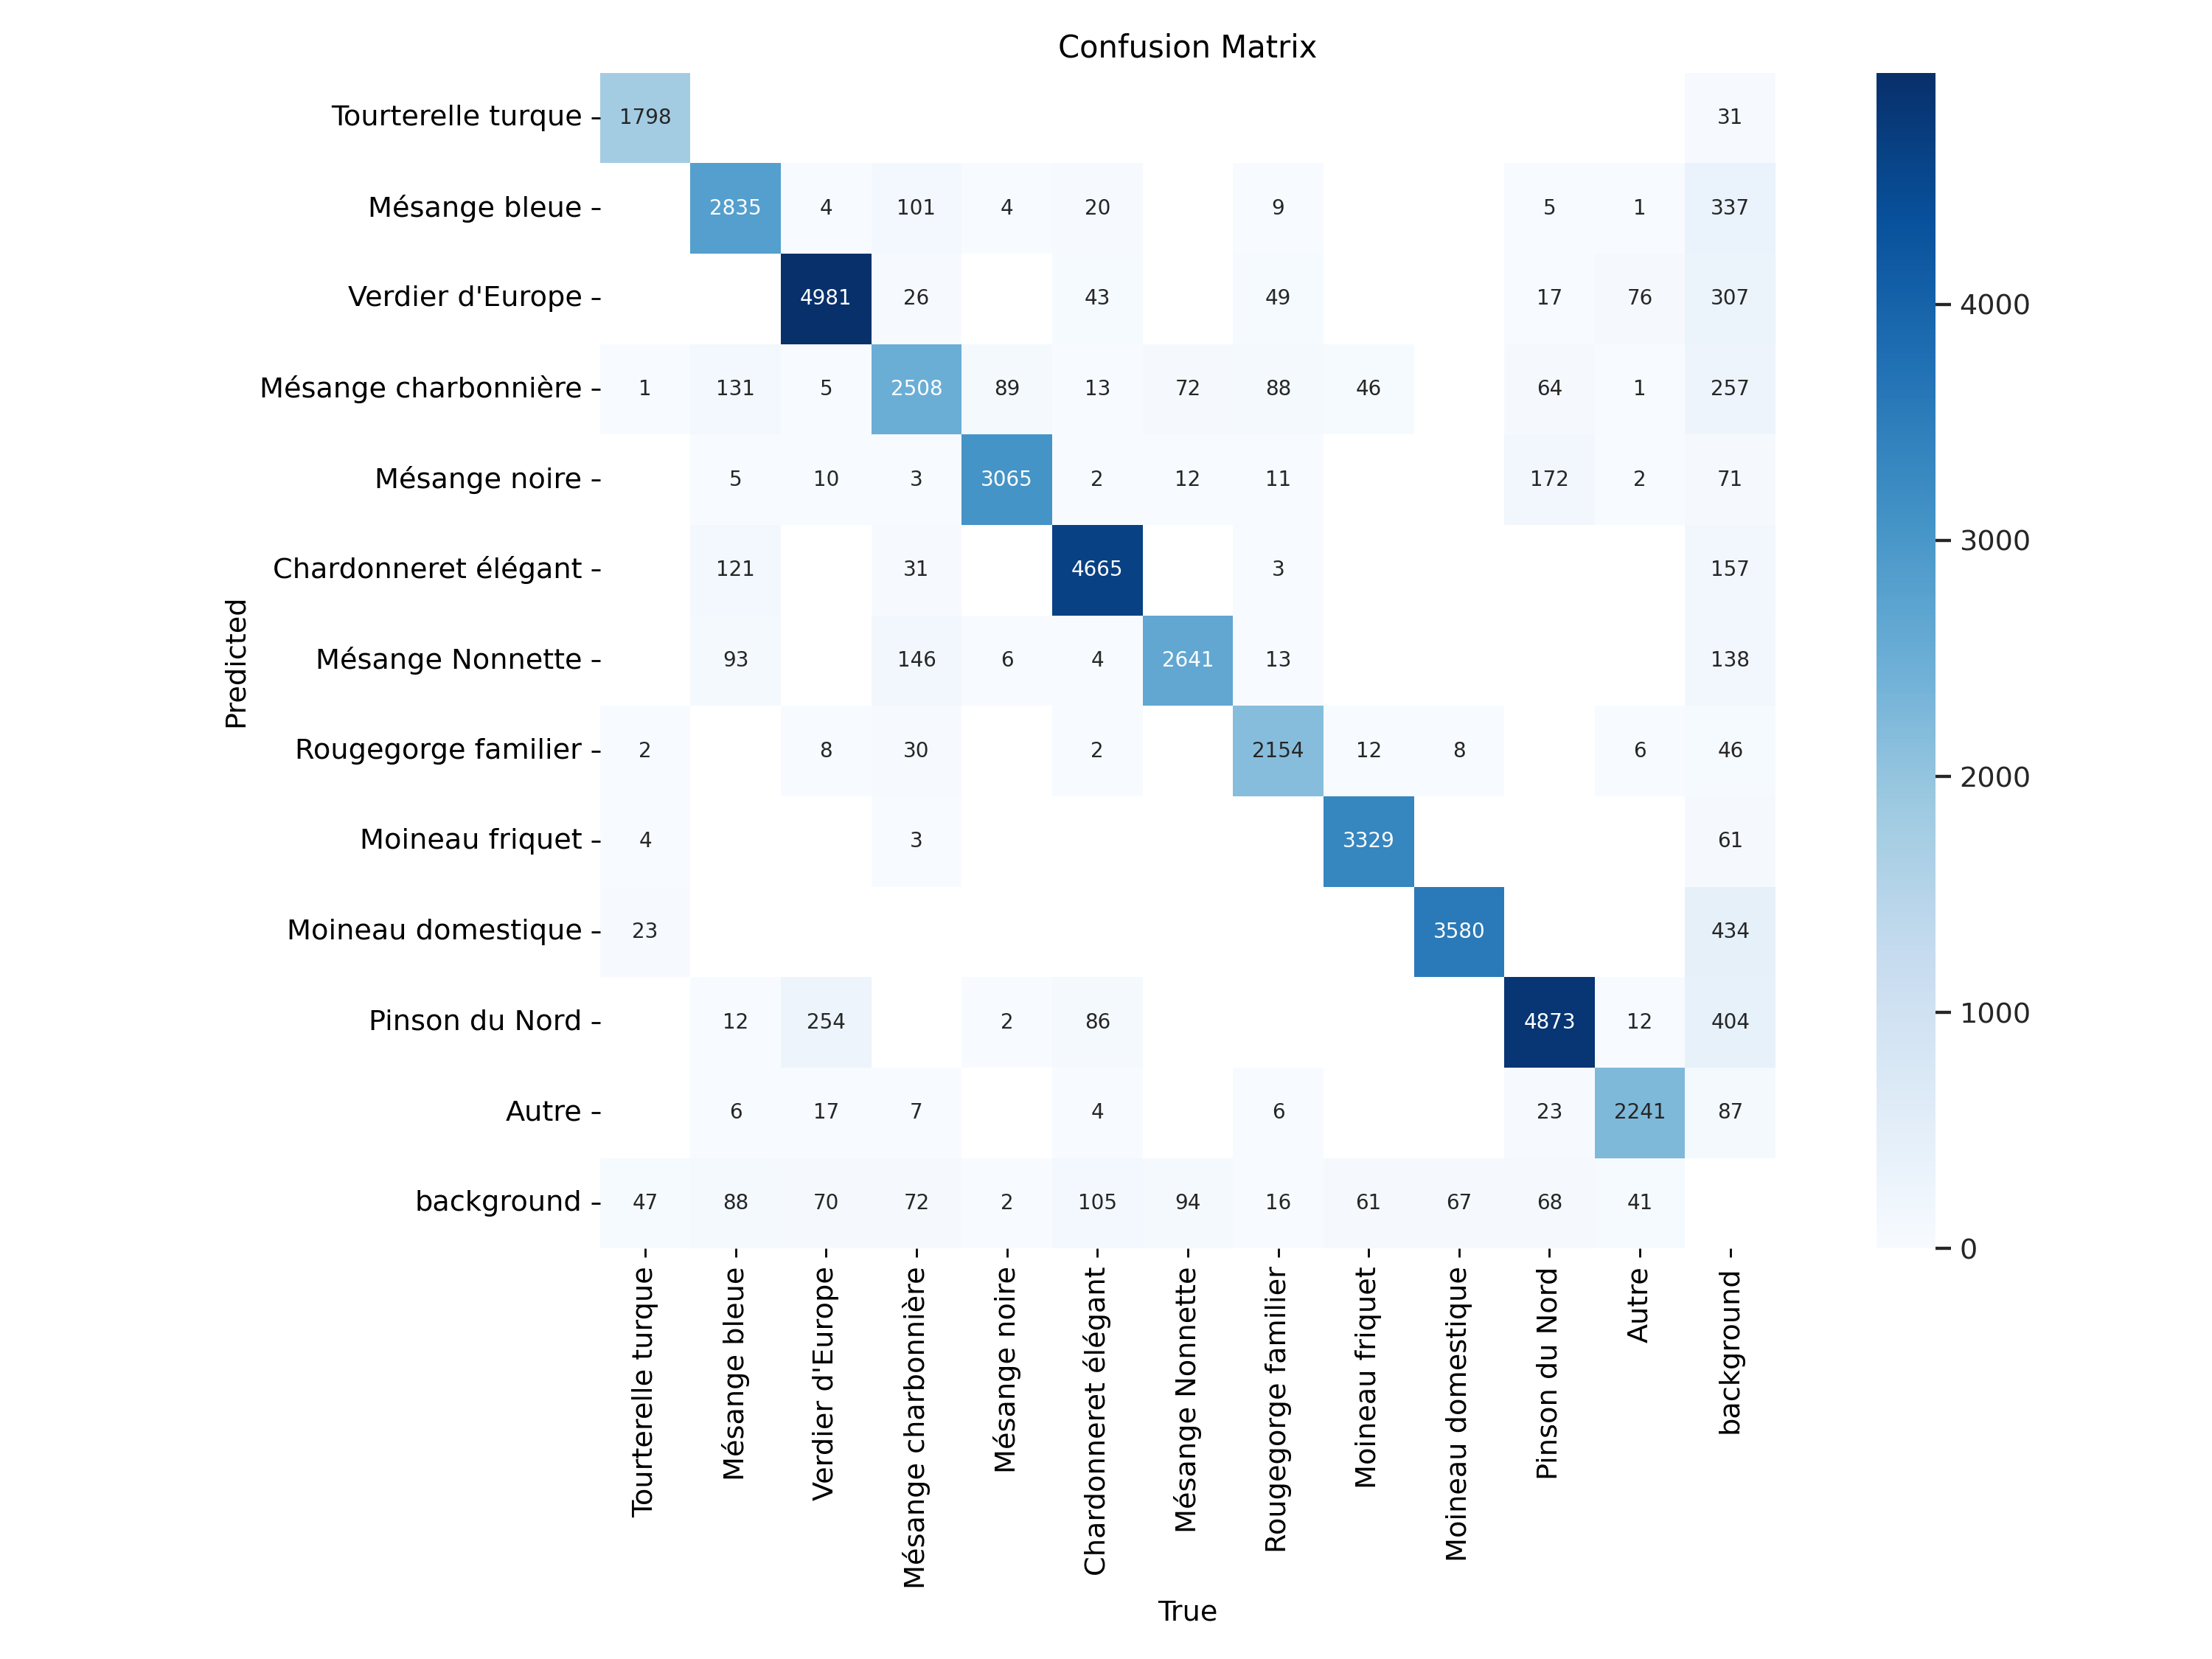 Confusion Matrix
Tourterelle turque 1798 31
Mésange bleue 2835 4 101 4 20 9 5 1 337
Verdier d'Europe 4981 26 43 49 17 76 307
Mésange charbonnière 1 131 5 2508 89 13 72 88 46 64 1 257
Mésange noire 5 10 3 3065 2 12 11 172 2 71
Chardonneret élégant 121 31 4665 3 157
Mésange Nonnette 93 146 6 4 2641 13 138
Rougegorge familier 2 8 30 2 2154 12 8 6 46
Moineau friquet 4 3 3329 61
Moineau domestique 23 3580 434
Pinson du Nord 12 254 2 86 4873 12 404
Autre 6 17 7 4 6 23 2241 87
background 47 88 70 72 2 105 94 16 61 67 68 41
Predicted
Tourterelle turque
Mésange bleue
Verdier d'Europe
Mésange charbonnière
Mésange noire
Chardonneret élégant
Mésange Nonnette
Rougegorge familier
Moineau friquet
Moineau domestique
Pinson du Nord
Autre
background
True
4000
3000
2000
1000
0